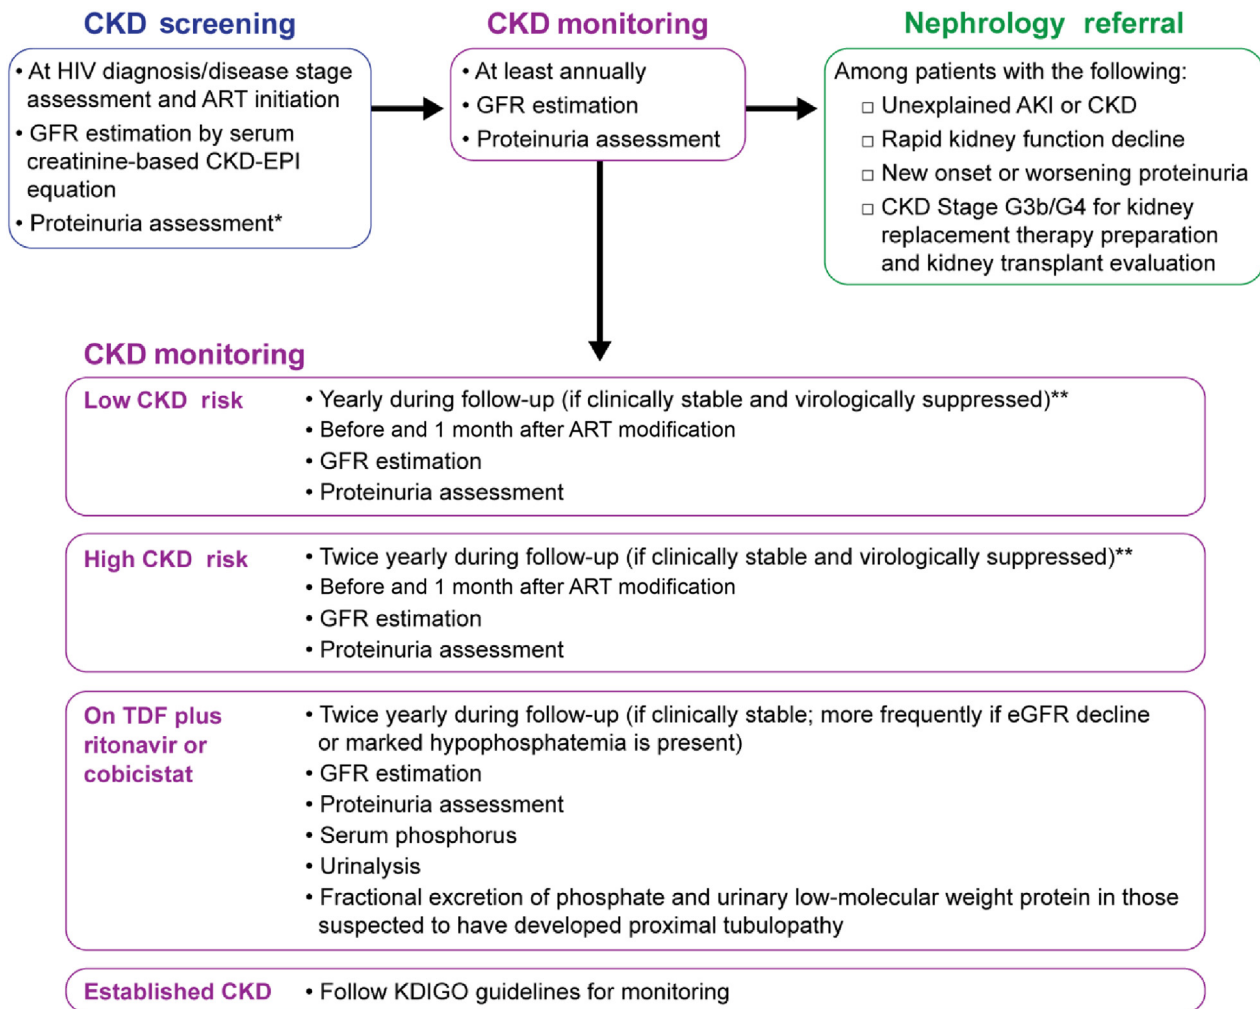 CKD screening
• At HIV diagnosis/disease stage
assessment and ART initiation
• GFR estimation by serum
creatinine-based CKD-EPI
equation
• Proteinuria assessment*
CKD monitoring
• At least annually
• GFR estimation
• Proteinuria assessment
Nephrology referral
Among patients with the following:
□ Unexplained AKI or CKD
□ Rapid kidney function decline
□ New onset or worsening proteinuria
□ CKD Stage G3b/G4 for kidney
replacement therapy preparation
and kidney transplant evaluation
CKD monitoring
Low CKD risk
• Yearly during follow-up (if clinically stable and virologically suppressed)**
• Before and 1 month after ART modification
• GFR estimation
• Proteinuria assessment
High CKD risk
• Twice yearly during follow-up (if clinically stable and virologically suppressed)**
• Before and 1 month after ART modification
• GFR estimation
• Proteinuria assessment
On TDF plus
ritonavir or
cobicistat
• Twice yearly during follow-up (if clinically stable; more frequently if eGFR decline
or marked hypophosphatemia is present)
• GFR estimation
• Proteinuria assessment
• Serum phosphorus
• Urinalysis
• Fractional excretion of phosphate and urinary low-molecular weight protein in those
suspected to have developed proximal tubulopathy
Established CKD
• Follow KDIGO guidelines for monitoring